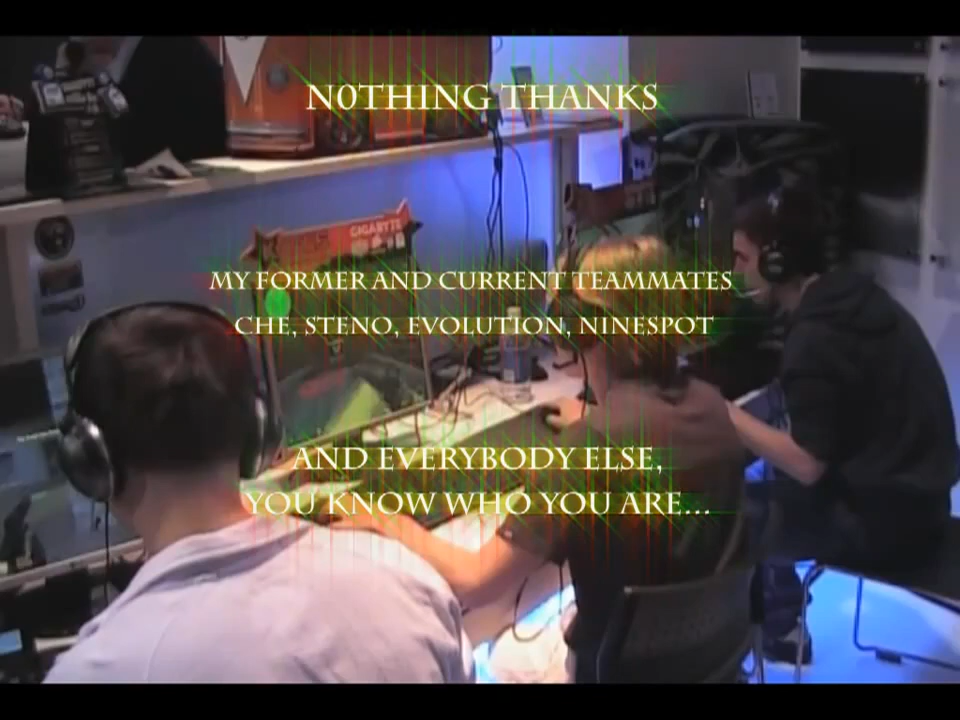 N0THING THANKS
GIGABYTE
MY FORMER AND CURRENT TEAMMATES
CHE, STENO, EVOLUTION, NINESPOT
AND EVERYBODY ELSE,
YOU KNOW WHO YOU ARE...